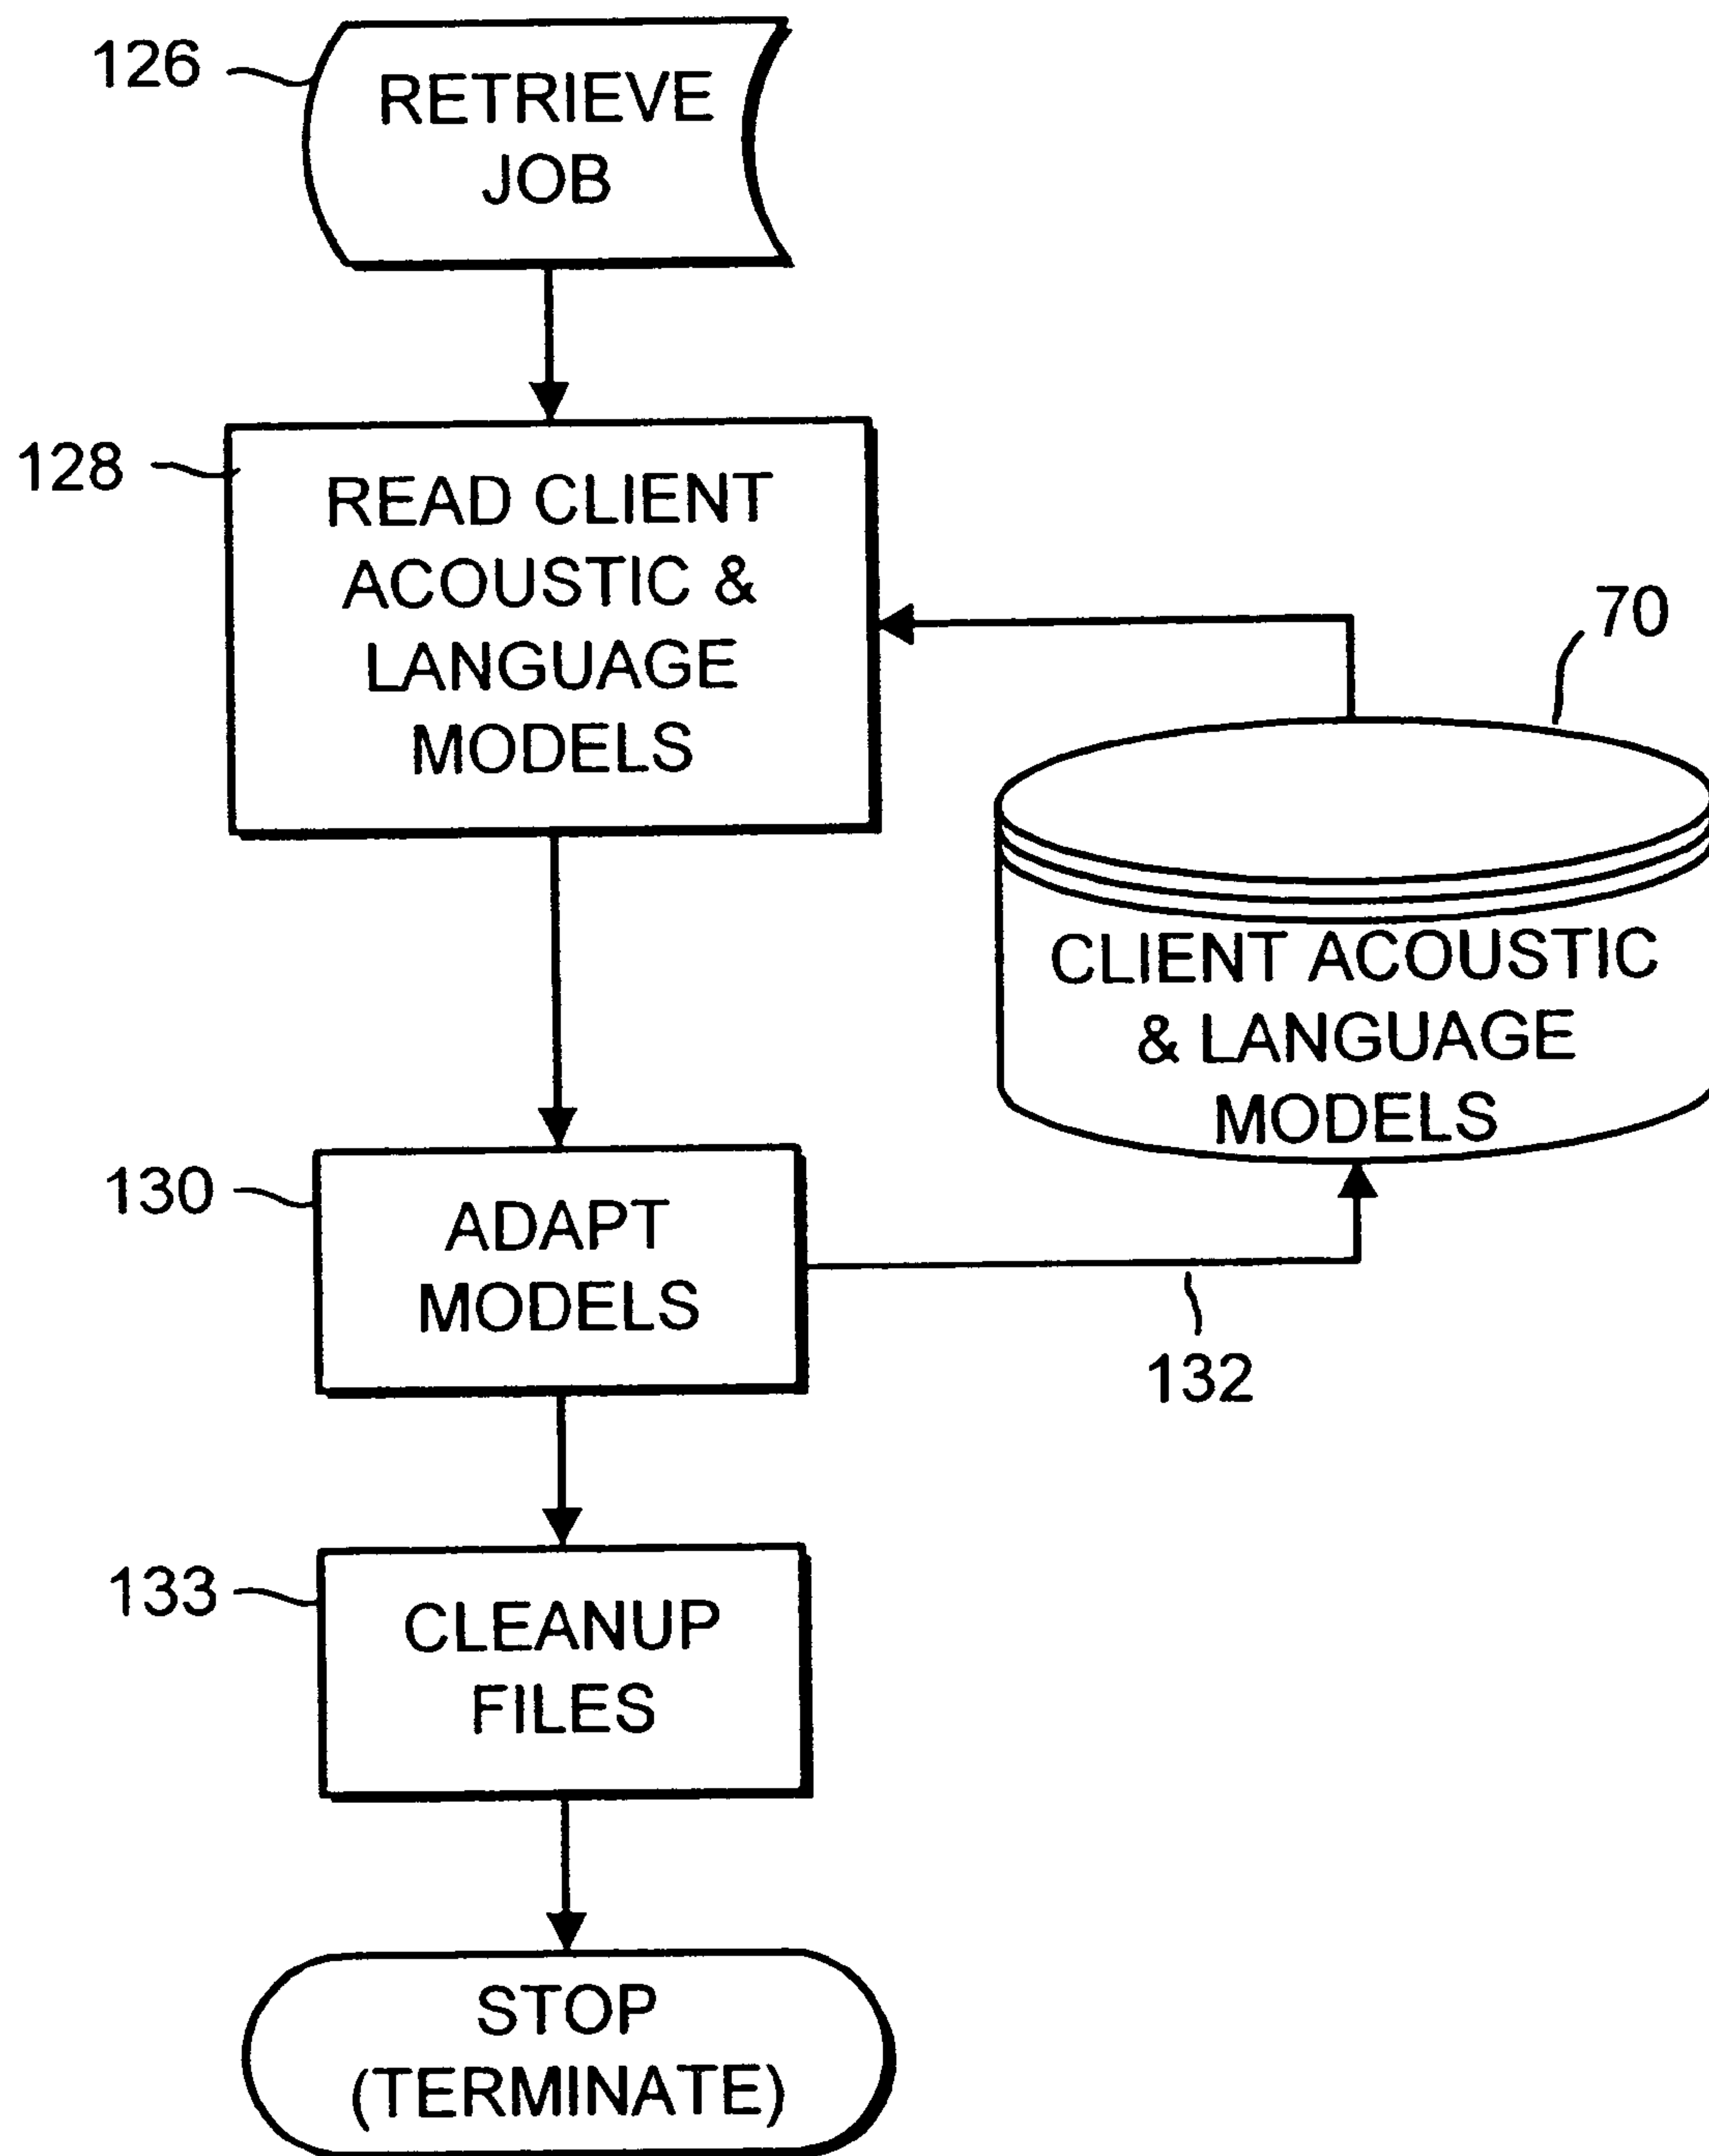 126
RETRIEVE
JOB
128
READ CLIENT
ACOUSTIC &
LANGUAGE
MODELS
70
CLIENT ACOUSTIC
& LANGUAGE
MODELS
130
ADAPT
MODELS
132
133
CLEANUP
FILES
STOP
(TERMINATE)